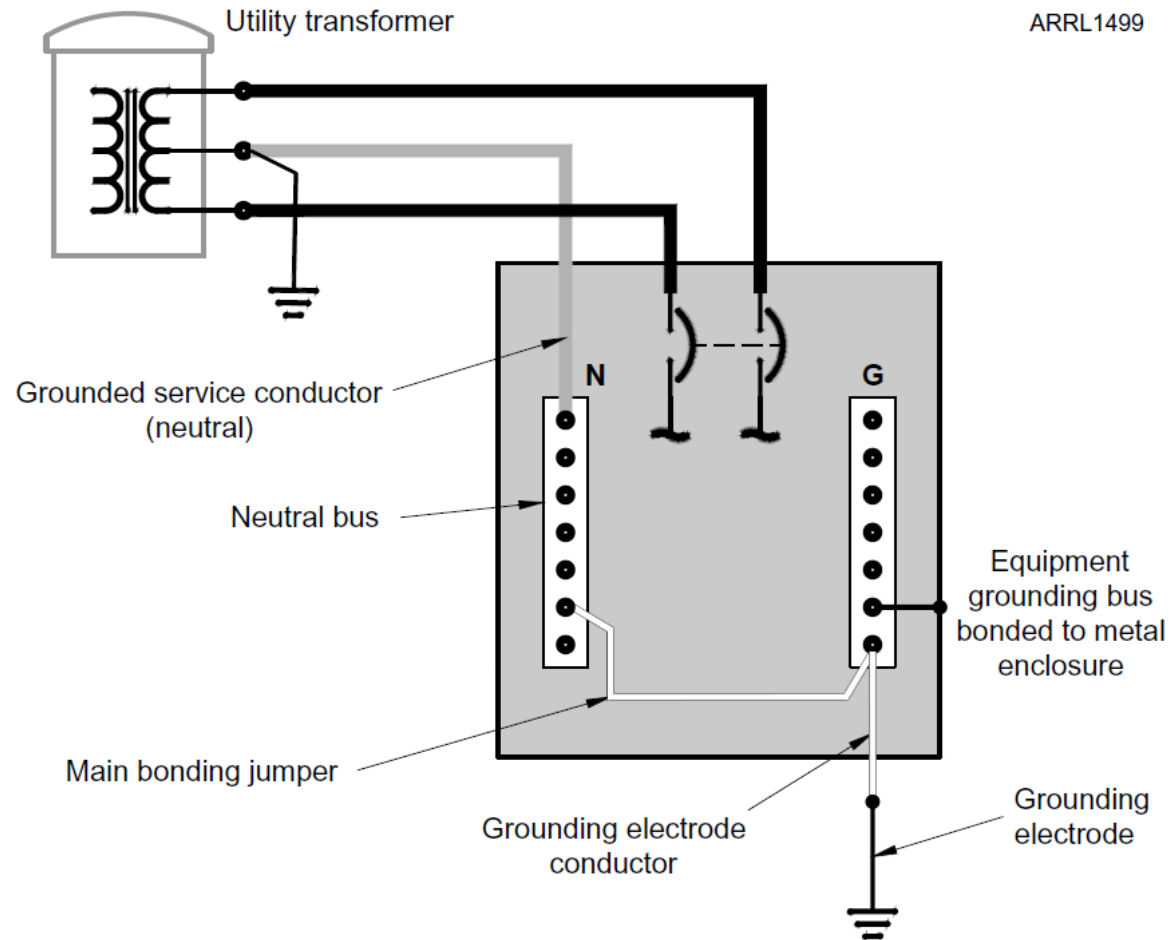 Utility transformer
ARRL1499
Grounded service conductor
(neutral)
N
G
Neutral bus
Equipment
grounding bus
bonded to metal
enclosure
Main bonding jumper
Grounding electrode
conductor
Grounding
electrode